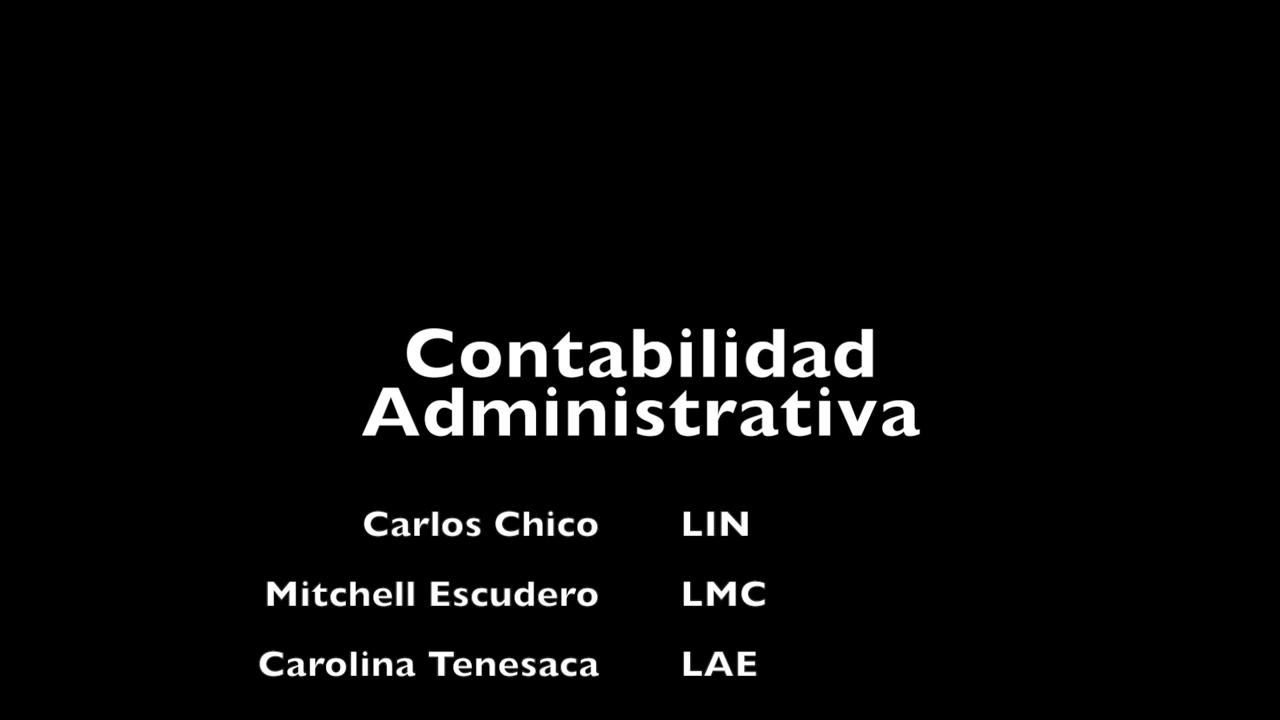 Contabilidad
Administrativa
Carlos Chico LIN
Mitchell Escudero LMC
Carolina Tenesaca LAE